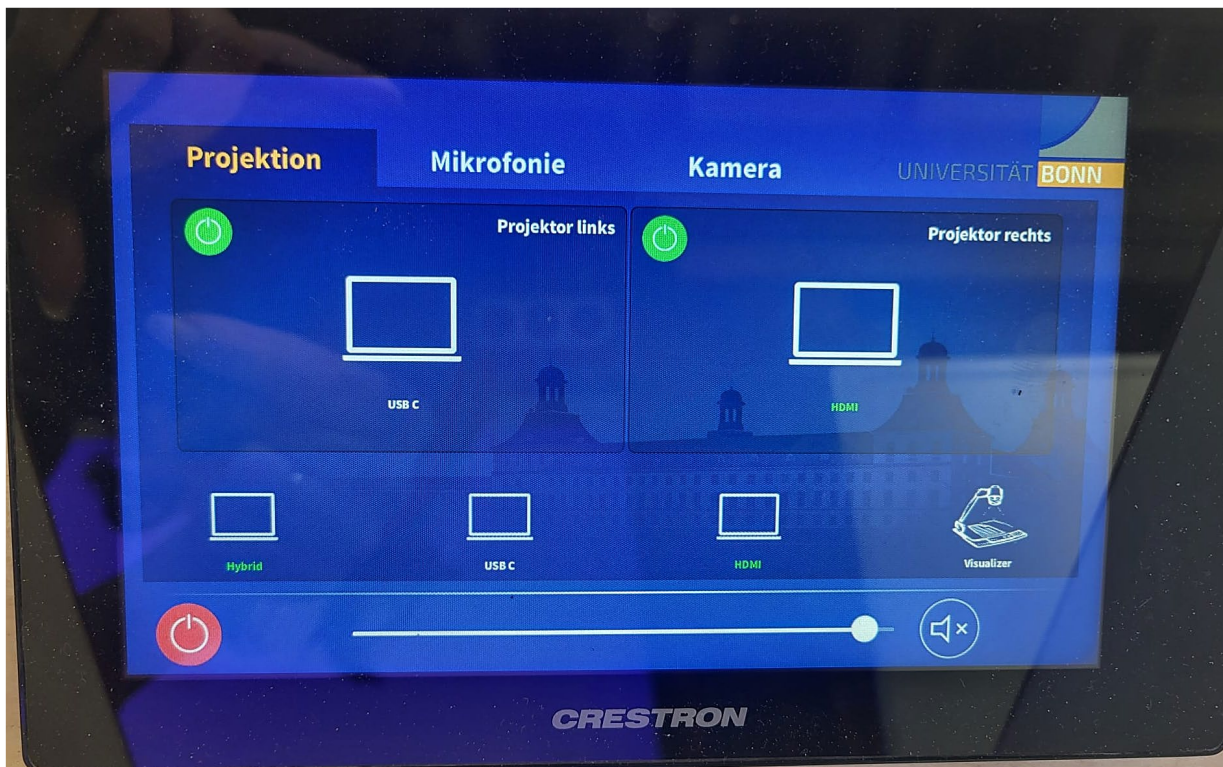 Projektion
Mikrofonie
Kamera
UNIVERSITÄT BONN
Projektor links
Projektor rechts
USB C
HDMI
Hybrid
USB C
HDMI
Visualizer
CRESTRON